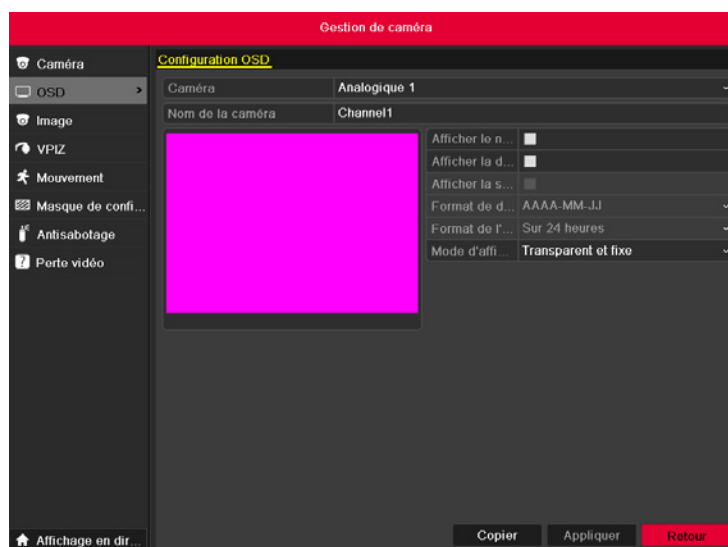 Gestion de caméra
Caméra
OSD
Image
VPIZ
Mouvement
Masque de confi...
Antisabotage
Perte vidéo
Affichage en dir...
Configuration OSD
Caméra Analogique 1
Nom de la caméra Channel1
Afficher le n...
Afficher la d...
Afficher la s...
Format de d... AAAA-MM-JJ
Format de l'... Sur 24 heures
Mode d'affi... Transparent et fixe
Copier Appliquer Retour